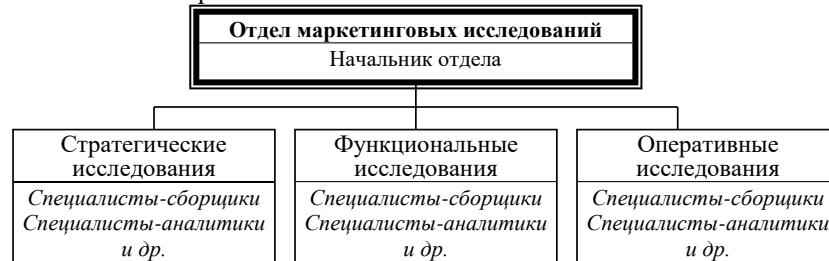 Отдел маркетинговых исследований
Начальник отдела
Стратегические
исследования
Специалисты-сборщики
Специалисты-аналитики
и др.
Функциональные
исследования
Специалисты-сборщики
Специалисты-аналитики
и др.
Оперативные
исследования
Специалисты-сборщики
Специалисты-аналитики
и др.